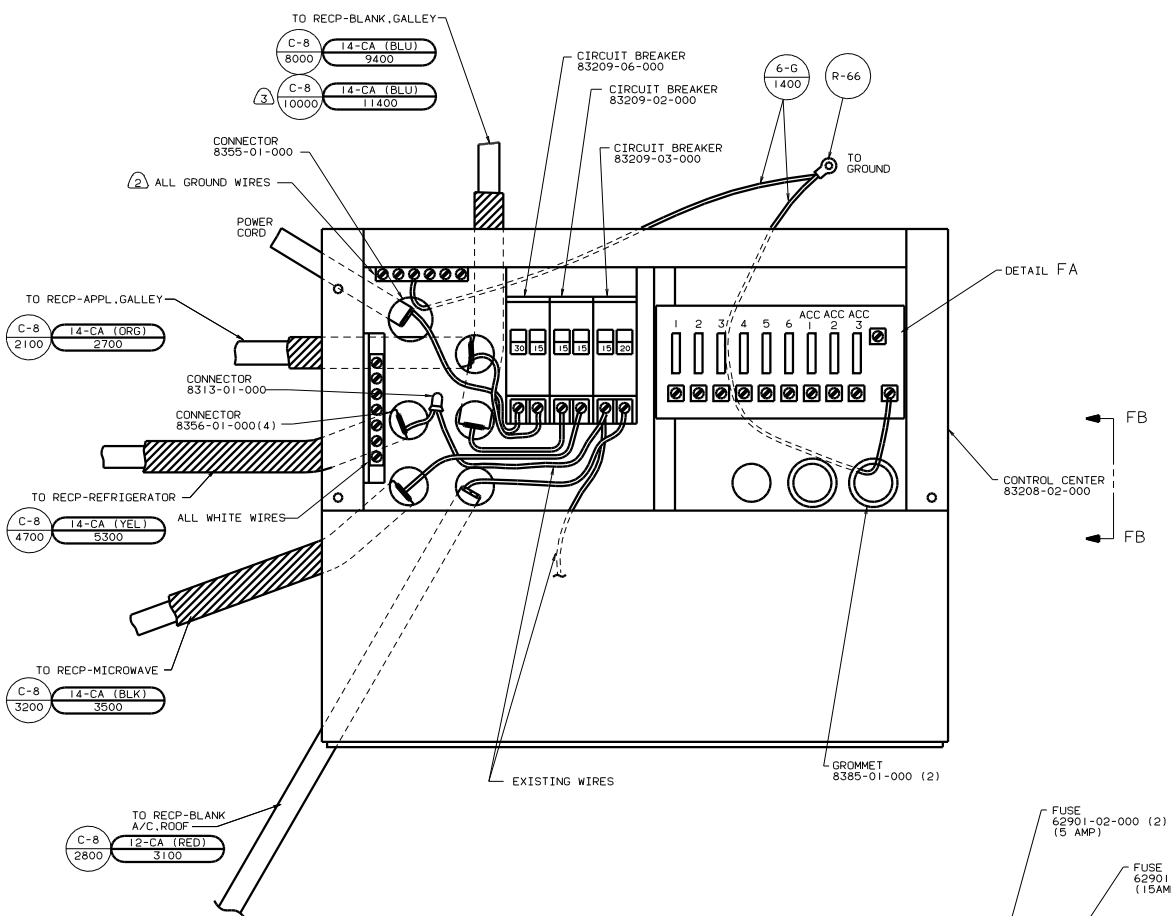 TO RECP-BLANK,GALLEY
C-8
8000
14-CA (BLU)
9400
3
C-8
10000
14-CA (BLU)
11400
CIRCUIT BREAKER
83209-06-000
CIRCUIT BREAKER
83209-02-000
CIRCUIT BREAKER
83209-03-000
6-G
1400
R-66
TO
GROUND
CONNECTOR
8355-01-000
2 ALL GROUND WIRES
POWER
CORD
DETAIL FA
TO RECP-APPL,GALLEY
C-8
2100
14-CA (ORG)
2700
30 15 15 15 15 20
1 2 3 4 5 6 ACC 1 ACC 2 ACC 3
CONNECTOR
8313-01-000
CONNECTOR
8356-01-000(4)
FB
FB
CONTROL CENTER
83208-02-000
TO RECP-REFRIGERATOR
ALL WHITE WIRES
C-8
4700
14-CA (YEL)
5300
TO RECP-MICROWAVE
C-8
3200
14-CA (BLK)
3500
EXISTING WIRES
GROMMET
8385-01-000 (2)
TO RECP-BLANK
A/C,ROOF
C-8
2800
12-CA (RED)
3100
FUSE
62901-02-000 (2)
(5 AMP)
FUSE
62901
(15AM